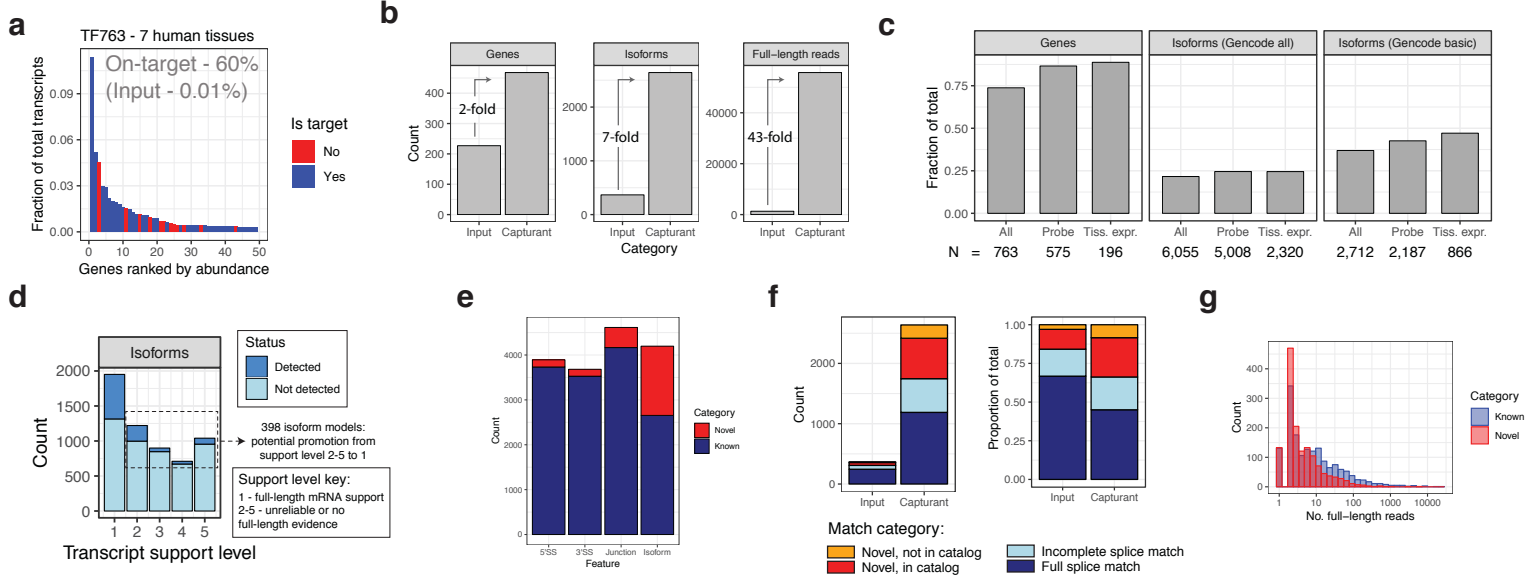 a
TF763 - 7 human tissues
On-target - 60%
(Input - 0.01%)
Fraction of total transcripts
0.09
0.06
0.03
0.00
0 10 20 30 40 50
Genes ranked by abundance
Is target
No
Yes
b
Genes
Isoforms
Full−length reads
Count
400
300
200
100
0
2-fold
2000
1000
0
7-fold
40000
20000
0
43-fold
Input Capturant
Input Capturant
Input Capturant
Category
c
Genes
Isoforms (Gencode all)
Isoforms (Gencode basic)
Fraction of total
0.75
0.50
0.25
0.00
All Probe Tiss. expr.
All Probe Tiss. expr.
All Probe Tiss. expr.
N = 763 575 196
6,055 5,008 2,320
2,712 2,187 866
d
Isoforms
Count
2000
1500
1000
500
0
1 2 3 4 5
Transcript support level
Status
Detected
Not detected
398 isoform models:
potential promotion from
support level 2-5 to 1
Support level key:
1 - full-length mRNA support
2-5 - unreliable or no
full-length evidence
e
Count
4000
3000
2000
1000
0
5'SS 3'SS Junction Isoform
Feature
Category
Novel
Known
f
Count
2000
1000
0
Input Capturant
Proportion of total
1.00
0.75
0.50
0.25
0.00
Input Capturant
Match category:
Novel, not in catalog
Novel, in catalog
Incomplete splice match
Full splice match
g
Count
400
300
200
100
0
1 10 100 1000 10000
No. full−length reads
Category
Known
Novel